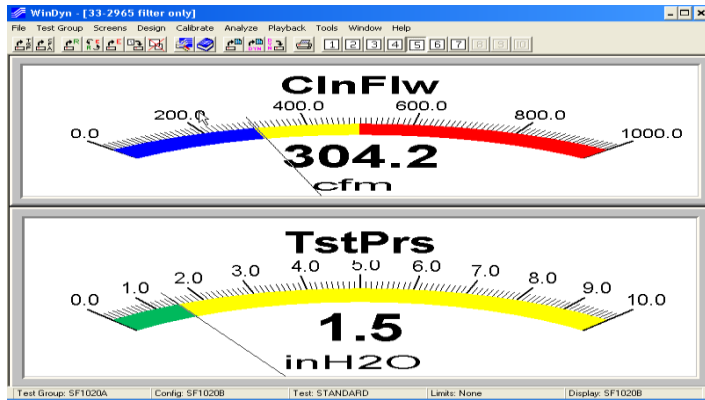 WinDyn - [33-2965 filter only]
File Test Group Screens Design Calibrate Analyze Playback Tools Window Help
1 2 3 4 5 6 7 8 9 10
ClnFlw
0.0 200.0 400.0 600.0 800.0 1000.0
304.2
cfm
TstPrs
0.0 1.0 2.0 3.0 4.0 5.0 6.0 7.0 8.0 9.0 10.0
1.5
inH2O
Test Group: SF1020A Config: SF1020B Test: STANDARD Limits: None Display: SF1020B